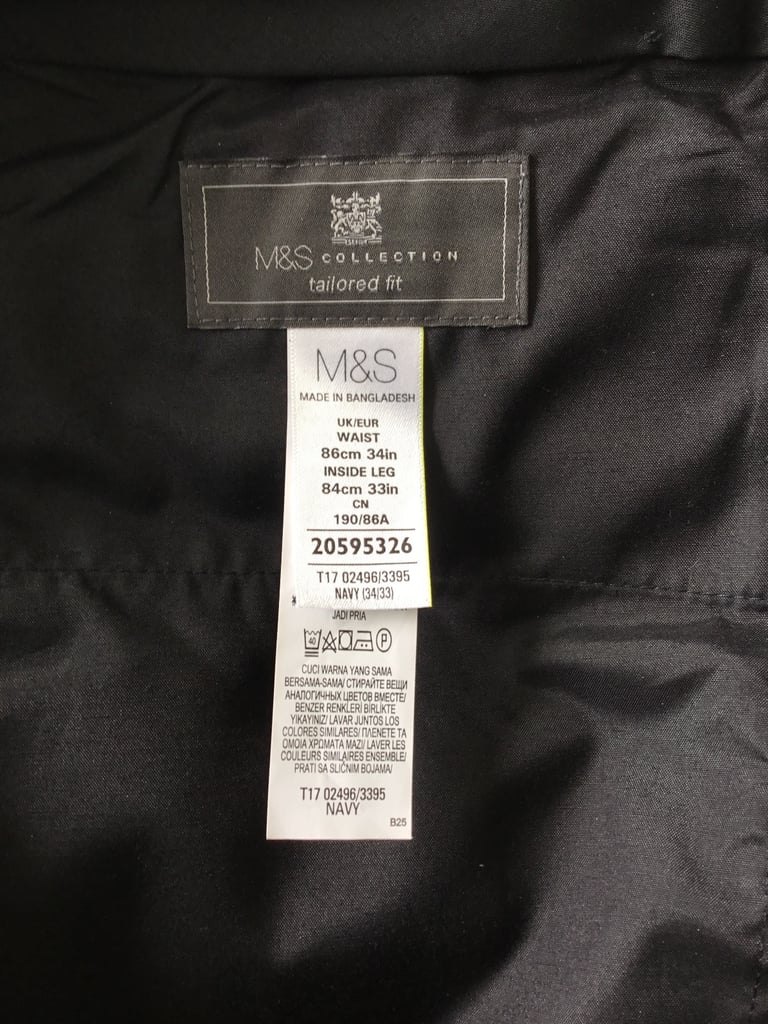 M&S COLLECTION
tailored fit
M&S
MADE IN BANGLADESH
UK/EUR
WAIST
86cm 34in
INSIDE LEG
84cm 33in
CN
190/86A
20595326
T17 02496/3395
NAVY (34/33)
JADI PRIA
40
P
CUCI WARNA YANG SAMA
BERSAMA-SAMA/ СТИРАЙТЕ ВЕЩИ
АНАЛОГИЧНЫХ ЦВЕТОВ ВМЕСТЕ/
BENZER RENKLERİ BİRLİKTE
YIKAYINIZ/ LAVAR JUNTOS LOS
COLORES SIMILARES/ ΠΛΕΝΕΤΕ ΤΑ
ΟΜΟΙΑ ΧΡΩΜΑΤΑ ΜΑΖΙ/ LAVER LES
COULEURS SIMILAIRES ENSEMBLE/
PRATI SA SLIČNIM BOJAMA/
T17 02496/3395
NAVY
B25